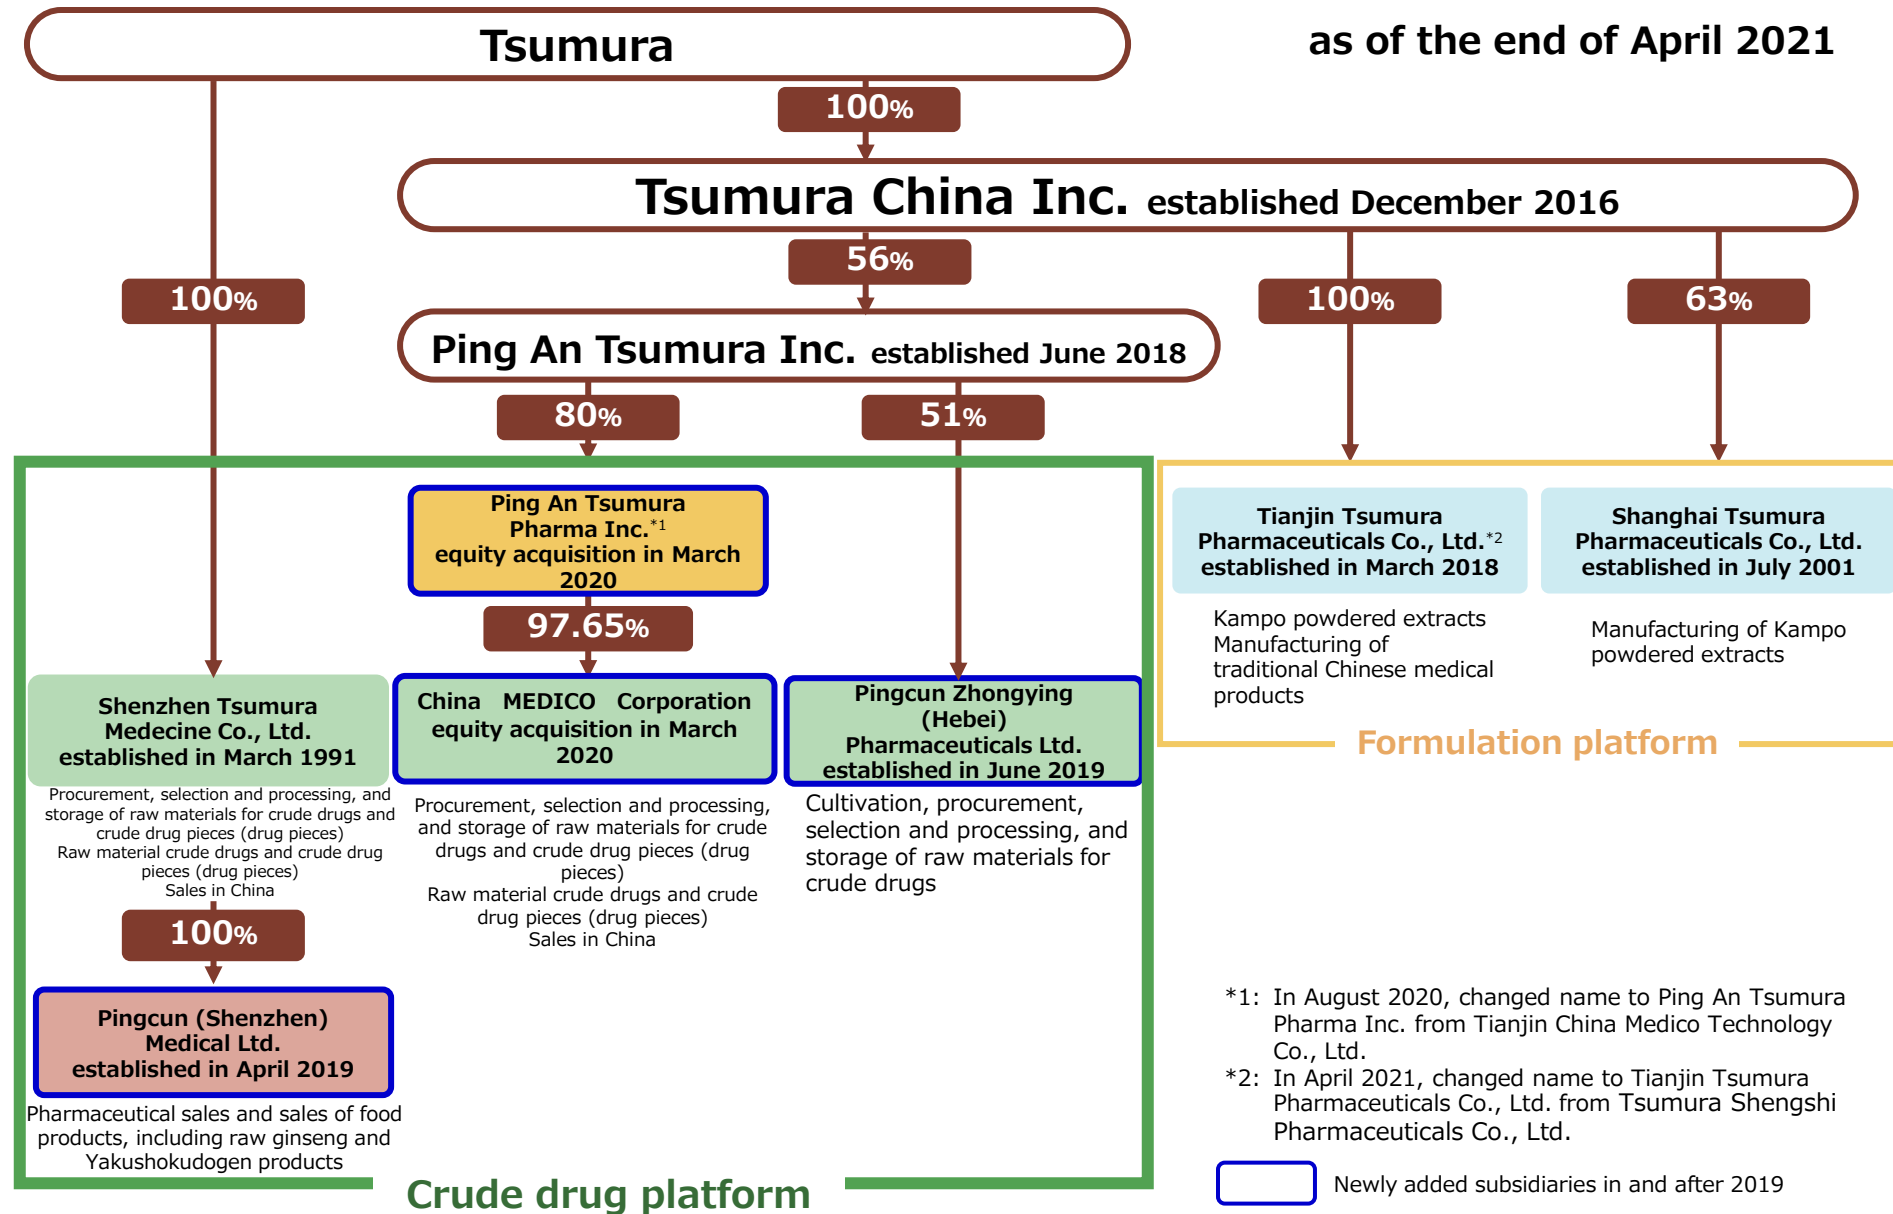 Tsumura
as of the end of April 2021
100%
Tsumura China Inc. established December 2016
56%
100%
100%
63%
Ping An Tsumura Inc. established June 2018
80%
51%
Ping An Tsumura
Pharma Inc.*1
equity acquisition in March
2020
97.65%
Tianjin Tsumura
Pharmaceuticals Co., Ltd.*2
established in March 2018
Kampo powdered extracts
Manufacturing of
traditional Chinese medical
products
Shanghai Tsumura
Pharmaceuticals Co., Ltd.
established in July 2001
Manufacturing of Kampo
powdered extracts
Formulation platform
Shenzhen Tsumura
Medecine Co., Ltd.
established in March 1991
Procurement, selection and processing, and
storage of raw materials for crude drugs and
crude drug pieces (drug pieces)
Raw material crude drugs and crude drug
pieces (drug pieces)
Sales in China
100%
Pingcun (Shenzhen)
Medical Ltd.
established in April 2019
Pharmaceutical sales and sales of food
products, including raw ginseng and
Yakushokudogen products
China MEDICO Corporation
equity acquisition in March
2020
Procurement, selection and processing,
and storage of raw materials for crude
drugs and crude drug pieces (drug
pieces)
Raw material crude drugs and crude
drug pieces (drug pieces)
Sales in China
Pingcun Zhongying
(Hebei)
Pharmaceuticals Ltd.
established in June 2019
Cultivation, procurement,
selection and processing, and
storage of raw materials for
crude drugs
Crude drug platform
*1: In August 2020, changed name to Ping An Tsumura
Pharma Inc. from Tianjin China Medico Technology
Co., Ltd.
*2: In April 2021, changed name to Tianjin Tsumura
Pharmaceuticals Co., Ltd. from Tsumura Shengshi
Pharmaceuticals Co., Ltd.
Newly added subsidiaries in and after 2019